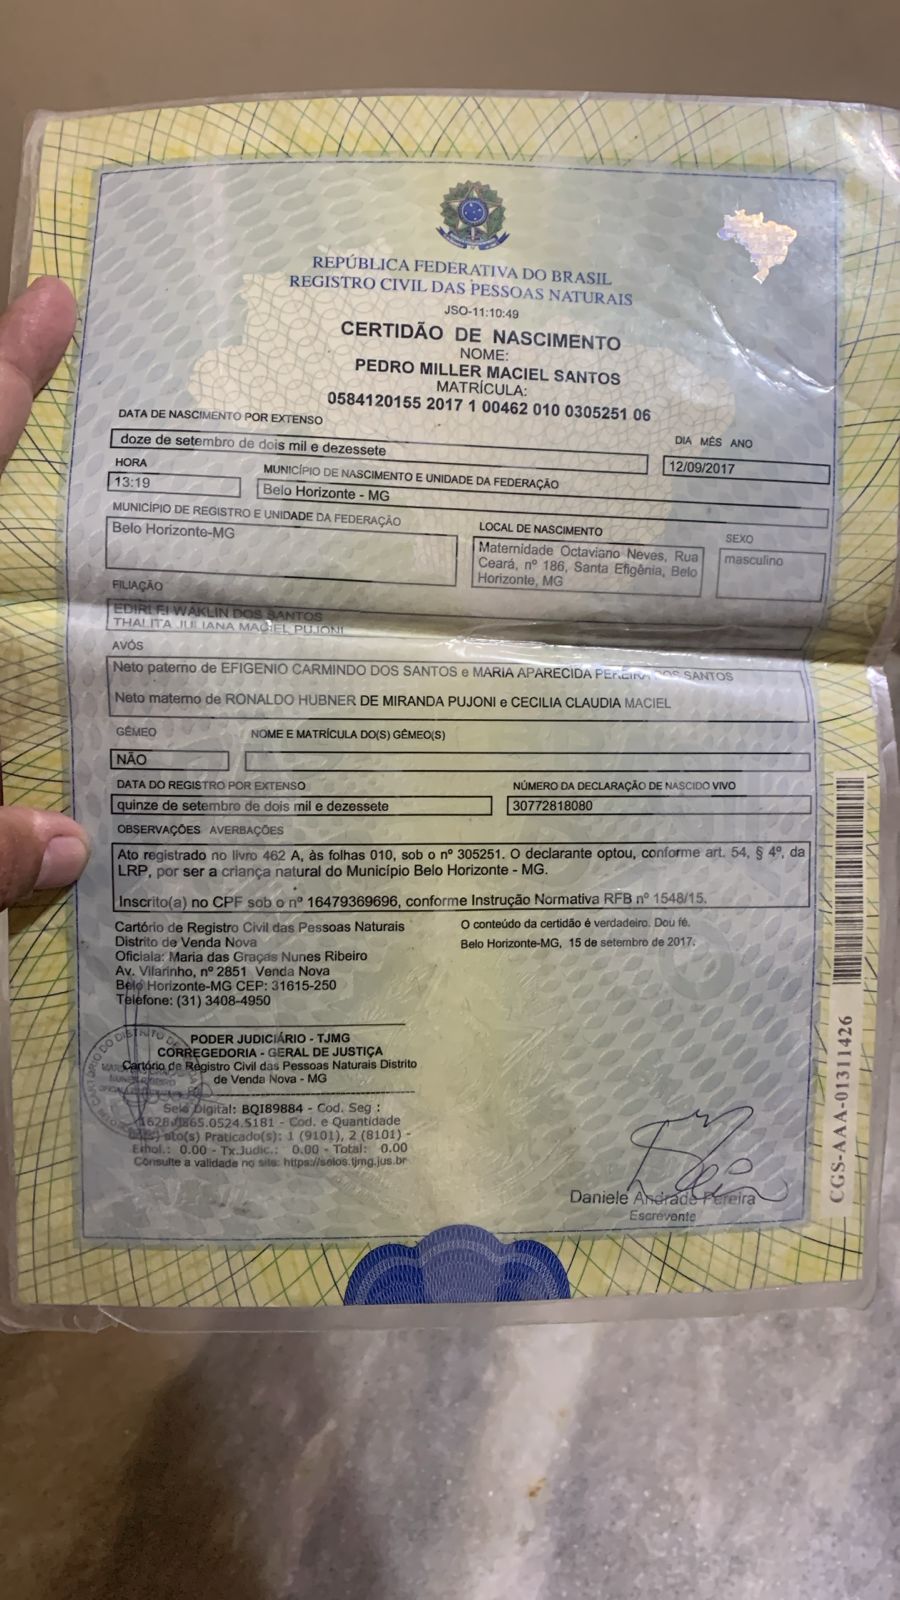 REPÚBLICA FEDERATIVA DO BRASIL
REGISTRO CIVIL DAS PESSOAS NATURAIS
JSO-11:10:49
CERTIDÃO DE NASCIMENTO
NOME:
PEDRO MILLER MACIEL SANTOS
MATRÍCULA:
0584120155 2017 1 00462 010 0305251 06
DATA DE NASCIMENTO POR EXTENSO
DIA MÊS ANO
doze de setembro de dois mil e dezessete
12/09/2017
HORA
MUNICÍPIO DE NASCIMENTO E UNIDADE DA FEDERAÇÃO
13:19
Belo Horizonte - MG
MUNICÍPIO DE REGISTRO E UNIDADE DA FEDERAÇÃO
LOCAL DE NASCIMENTO
SEXO
Belo Horizonte-MG
Maternidade Octaviano Neves, Rua
Ceará, nº 186, Santa Efigênia, Belo
Horizonte, MG
masculino
FILIAÇÃO
EDIRLEI WAKLIN DOS SANTOS
THALITA JULIANA MACIEL PUJONI
AVÓS
Neto paterno de EFIGENIO CARMINDO DOS SANTOS e MARIA APARECIDA PEREIRA DOS SANTOS
Neto materno de RONALDO HUBNER DE MIRANDA PUJONI e CECILIA CLAUDIA MACIEL
GÊMEO
NOME E MATRÍCULA DO(S) GÊMEO(S)
NÃO
DATA DO REGISTRO POR EXTENSO
NÚMERO DA DECLARAÇÃO DE NASCIDO VIVO
quinze de setembro de dois mil e dezessete
30772818080
OBSERVAÇÕES AVERBAÇÕES
Ato registrado no livro 462 A, às folhas 010, sob o nº 305251. O declarante optou, conforme art. 54, § 4º, da
LRP, por ser a criança natural do Município Belo Horizonte - MG.
Inscrito(a) no CPF sob o nº 16479369696, conforme Instrução Normativa RFB nº 1548/15.
Cartório de Registro Civil das Pessoas Naturais
Distrito de Venda Nova
Oficiala: Maria das Graças Nunes Ribeiro
Av. Vilarinho, nº 2851 Venda Nova
Belo Horizonte-MG CEP: 31615-250
Telefone: (31) 3408-4950
O conteúdo da certidão é verdadeiro. Dou fé.
Belo Horizonte-MG, 15 de setembro de 2017.
PODER JUDICIÁRIO - TJMG
CORREGEDORIA - GERAL DE JUSTIÇA
Cartório de Registro Civil das Pessoas Naturais Distrito
de Venda Nova - MG
Selo Digital: BQI89884 - Cod. Seg :
.0524.5181 - Cod. e Quantidade
ato(s) Praticado(s): 1 (9101), 2 (8101) -
Emol.: 0.00 - Tx.Judic.: 0.00 - Total: 0.00
Consulte a validade no site: https://selos.tjmg.jus.br
Daniele Andrade Pereira
Escrevente
CGS-AAA-01311426